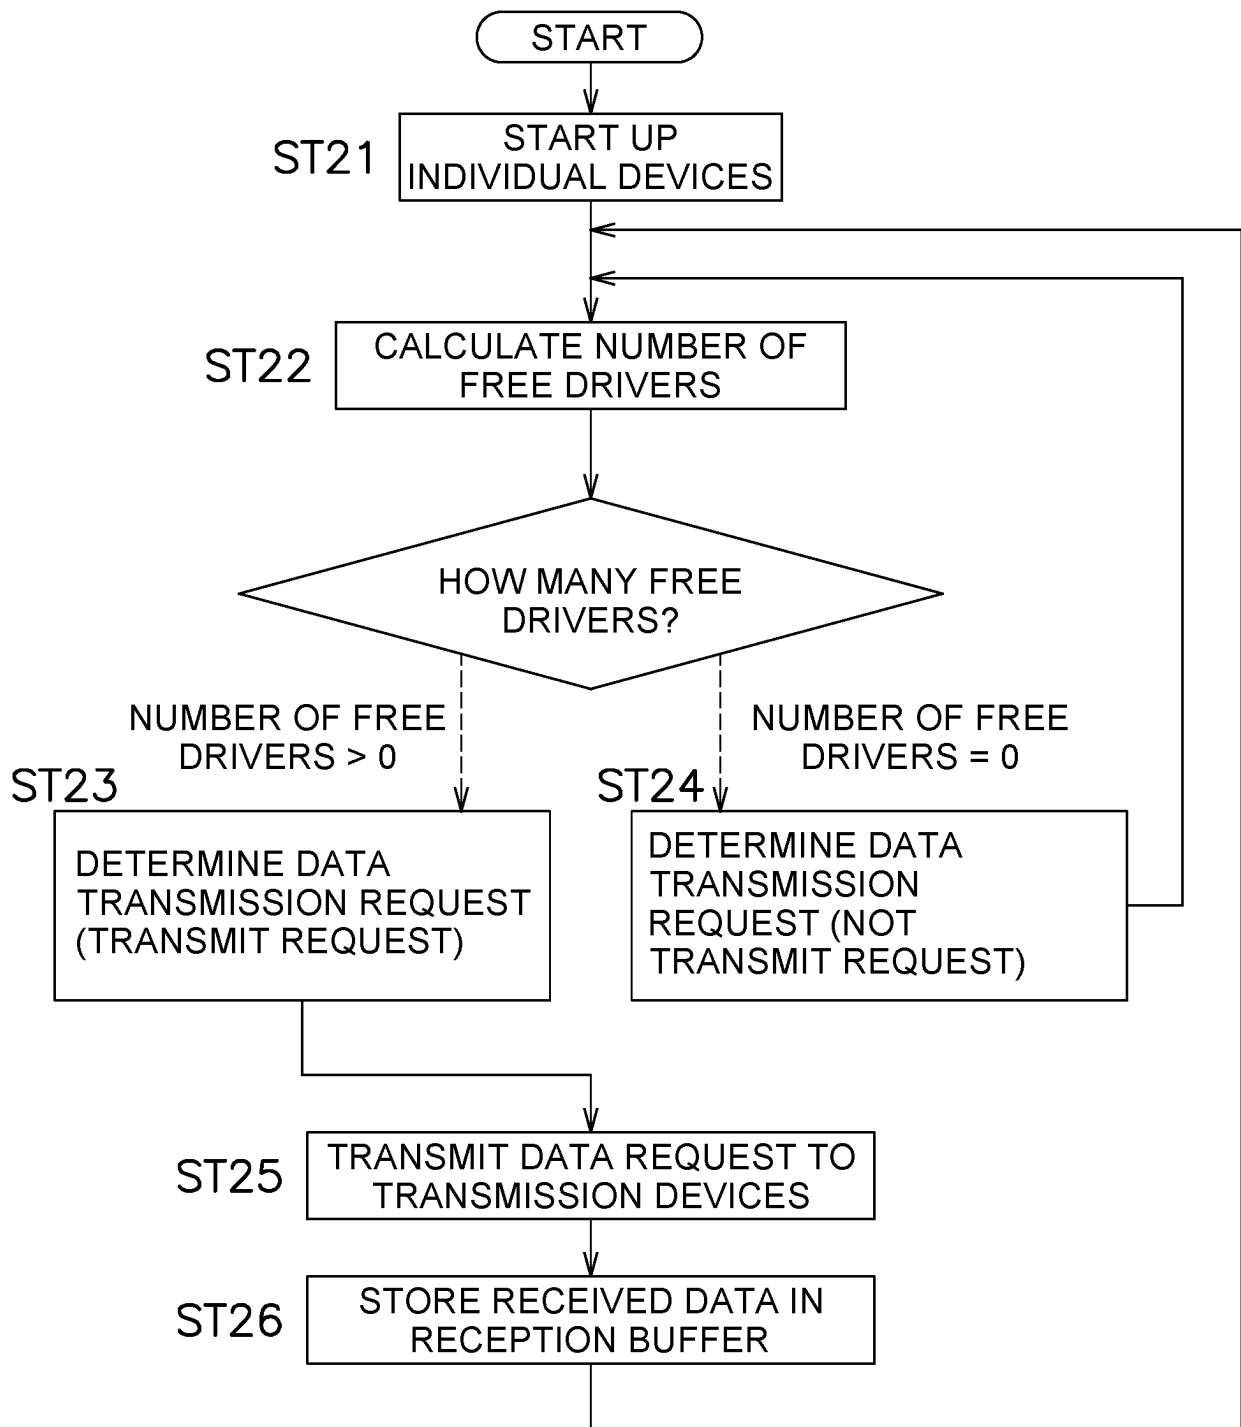 START
ST21
START UP
INDIVIDUAL DEVICES
ST22
CALCULATE NUMBER OF
FREE DRIVERS
HOW MANY FREE
DRIVERS?
NUMBER OF FREE
DRIVERS > 0
NUMBER OF FREE
DRIVERS = 0
ST23
DETERMINE DATA
TRANSMISSION REQUEST
(TRANSMIT REQUEST)
ST24
DETERMINE DATA
TRANSMISSION
REQUEST (NOT
TRANSMIT REQUEST)
ST25
TRANSMIT DATA REQUEST TO
TRANSMISSION DEVICES
ST26
STORE RECEIVED DATA IN
RECEPTION BUFFER